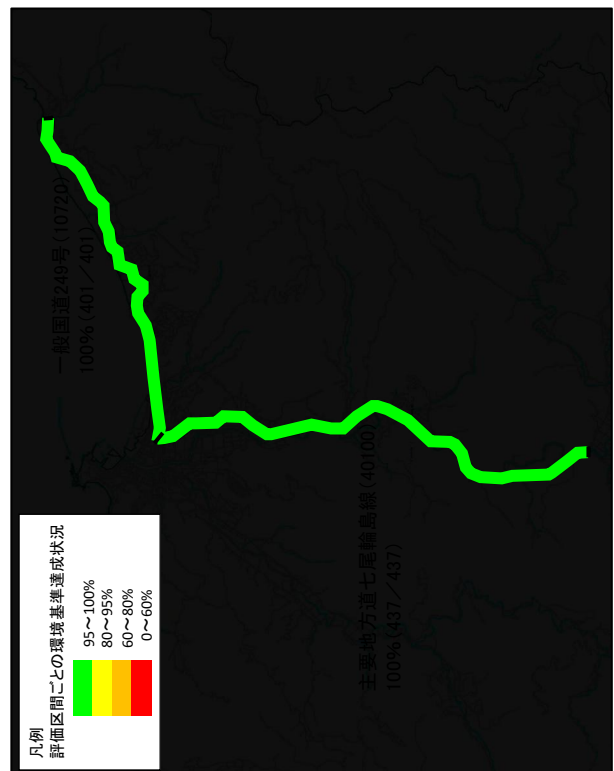 一般国道249号(10720)
100%(401／401)
主要地方道七尾輪島線(40100)
100%(437／437)
凡例
評価区間ごとの環境基準達成状況
95～100%
80～95%
60～80%
0～60%